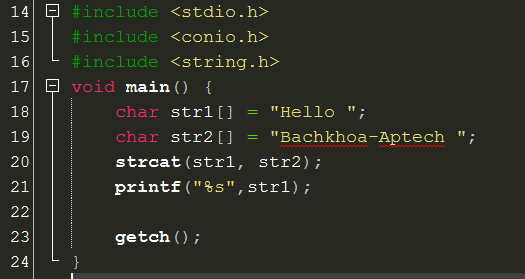 14 #include <stdio.h>
15 #include <conio.h>
16 #include <string.h>
17 void main() {
18     char str1[] = "Hello ";
19     char str2[] = "Bachkhoa-Aptech ";
20     strcat(str1, str2);
21     printf("%s",str1);
22
23     getch();
24 }